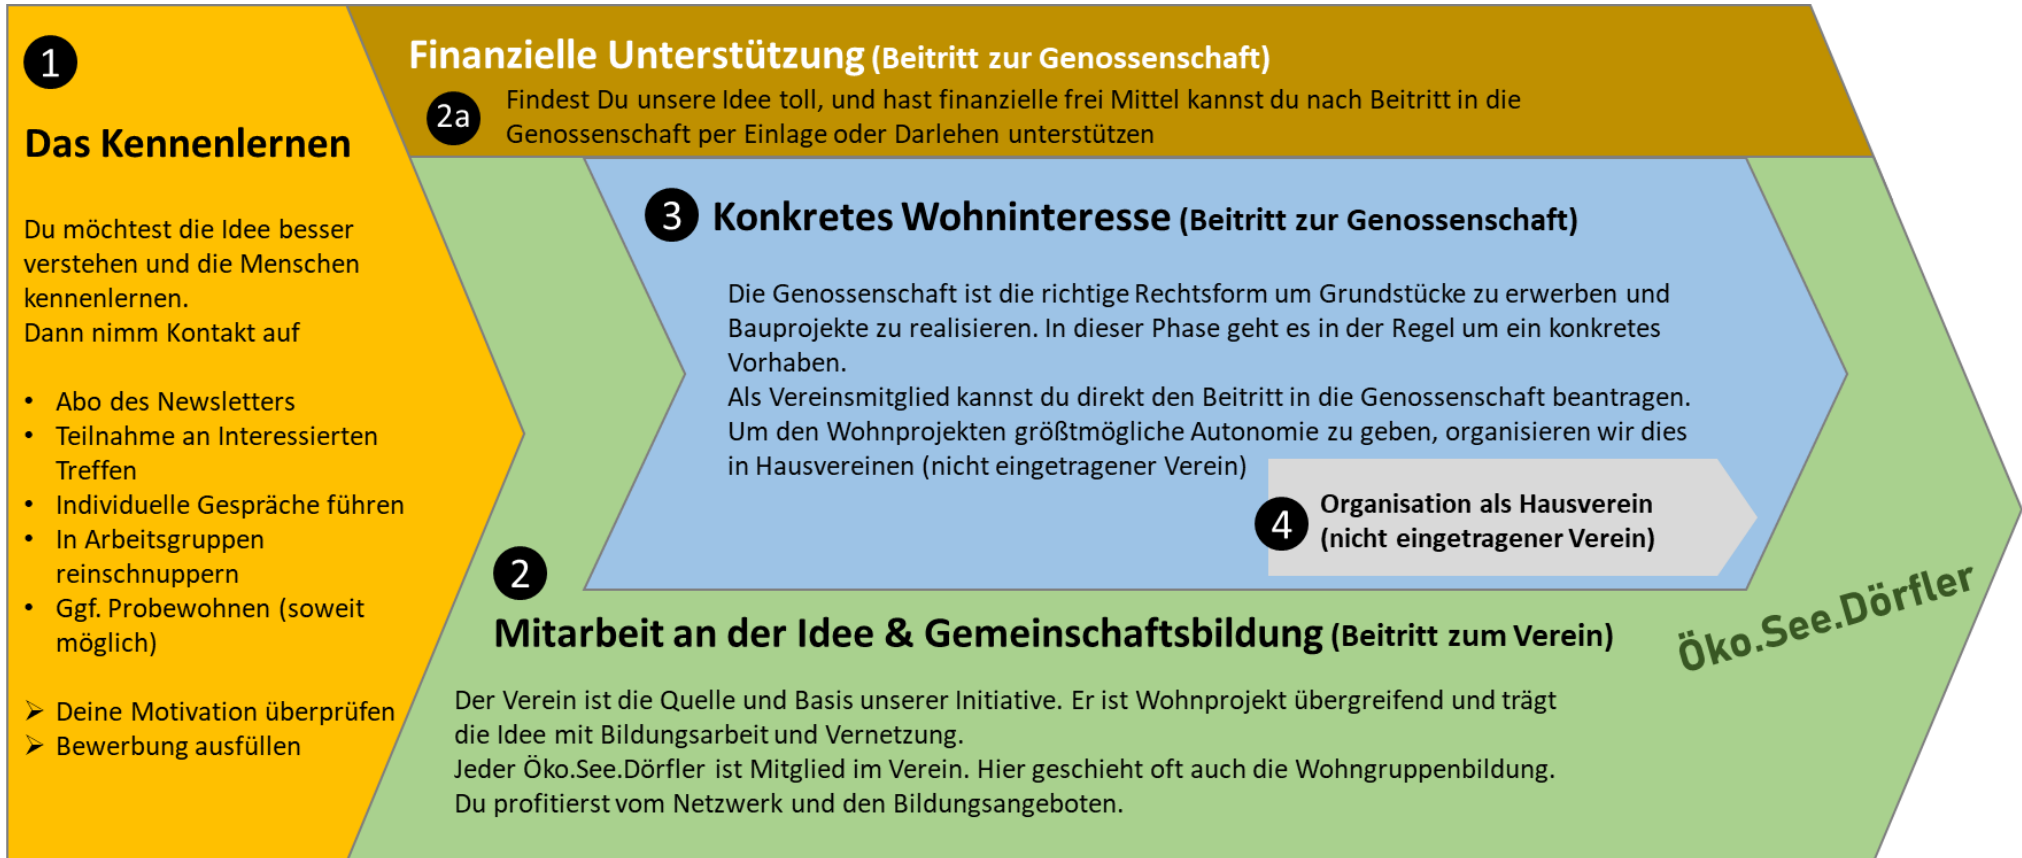 1
Das Kennenlernen
Du möchtest die Idee besser
verstehen und die Menschen
kennenlernen.
Dann nimm Kontakt auf
• Abo des Newsletters
• Teilnahme an Interessierten
Treffen
• Individuelle Gespräche führen
• In Arbeitsgruppen
reinschnuppern
• Ggf. Probewohnen (soweit
möglich)
➢ Deine Motivation überprüfen
➢ Bewerbung ausfüllen
Finanzielle Unterstützung (Beitritt zur Genossenschaft)
2a
Findest Du unsere Idee toll, und hast finanzielle frei Mittel kannst du nach Beitritt in die
Genossenschaft per Einlage oder Darlehen unterstützen
3 Konkretes Wohninteresse (Beitritt zur Genossenschaft)
Die Genossenschaft ist die richtige Rechtsform um Grundstücke zu erwerben und
Bauprojekte zu realisieren. In dieser Phase geht es in der Regel um ein konkretes
Vorhaben.
Als Vereinsmitglied kannst du direkt den Beitritt in die Genossenschaft beantragen.
Um den Wohnprojekten größtmögliche Autonomie zu geben, organisieren wir dies
in Hausvereinen (nicht eingetragener Verein)
4
Organisation als Hausverein
(nicht eingetragener Verein)
2
Mitarbeit an der Idee & Gemeinschaftsbildung (Beitritt zum Verein)
Der Verein ist die Quelle und Basis unserer Initiative. Er ist Wohnprojekt übergreifend und trägt
die Idee mit Bildungsarbeit und Vernetzung.
Jeder Öko.See.Dörfler ist Mitglied im Verein. Hier geschieht oft auch die Wohngruppenbildung.
Du profitierst vom Netzwerk und den Bildungsangeboten.
Öko.See.Dörfler